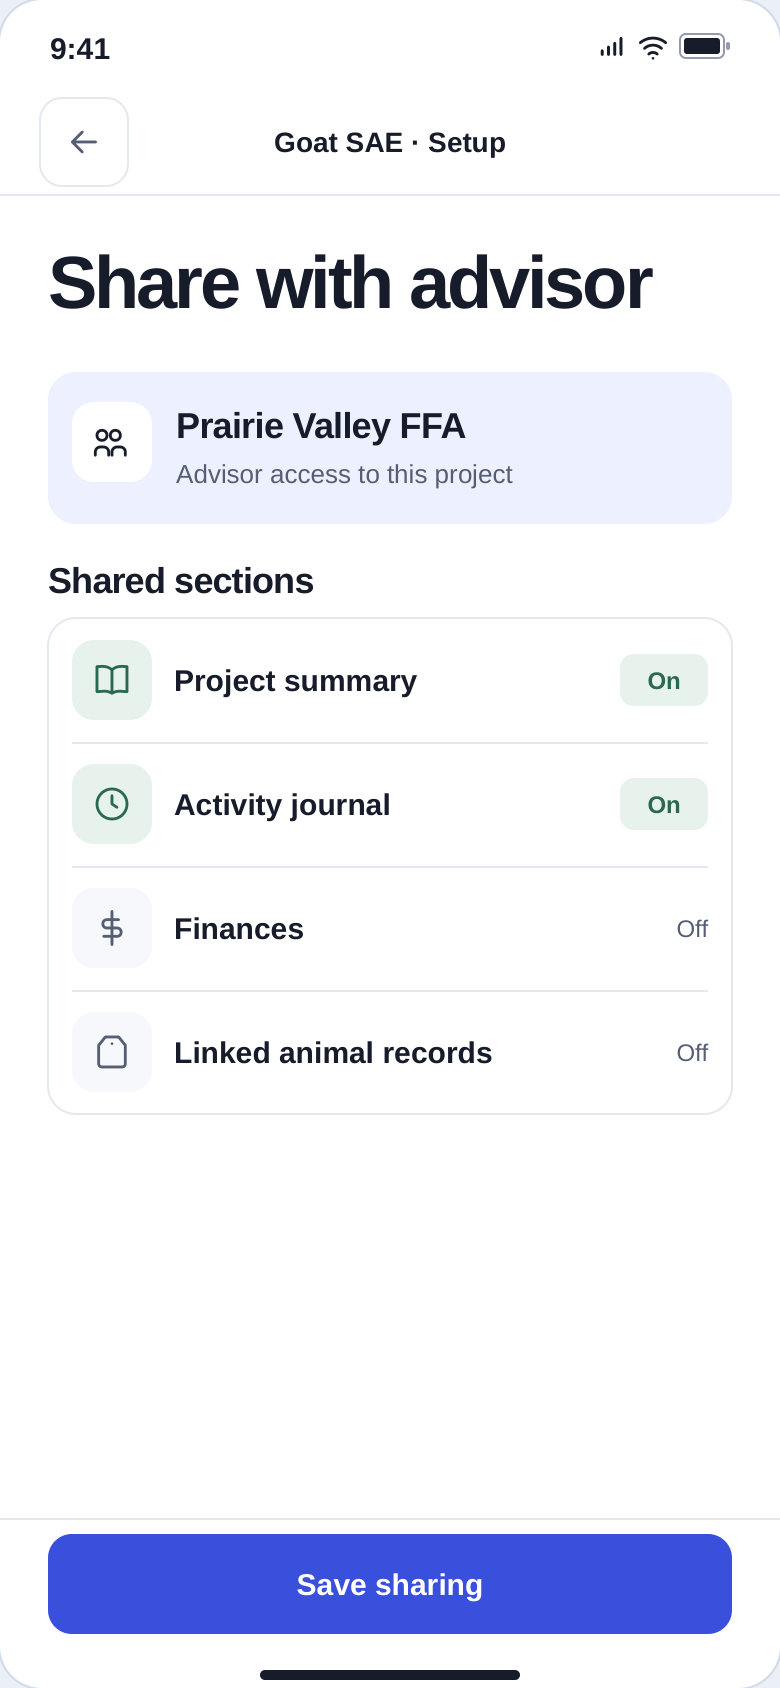 9:41
Goat SAE · Setup
Share with advisor
Prairie Valley FFA
Advisor access to this project
Shared sections
Project summary
On
Activity journal
On
Finances
Off
Linked animal records
Off
Save sharing